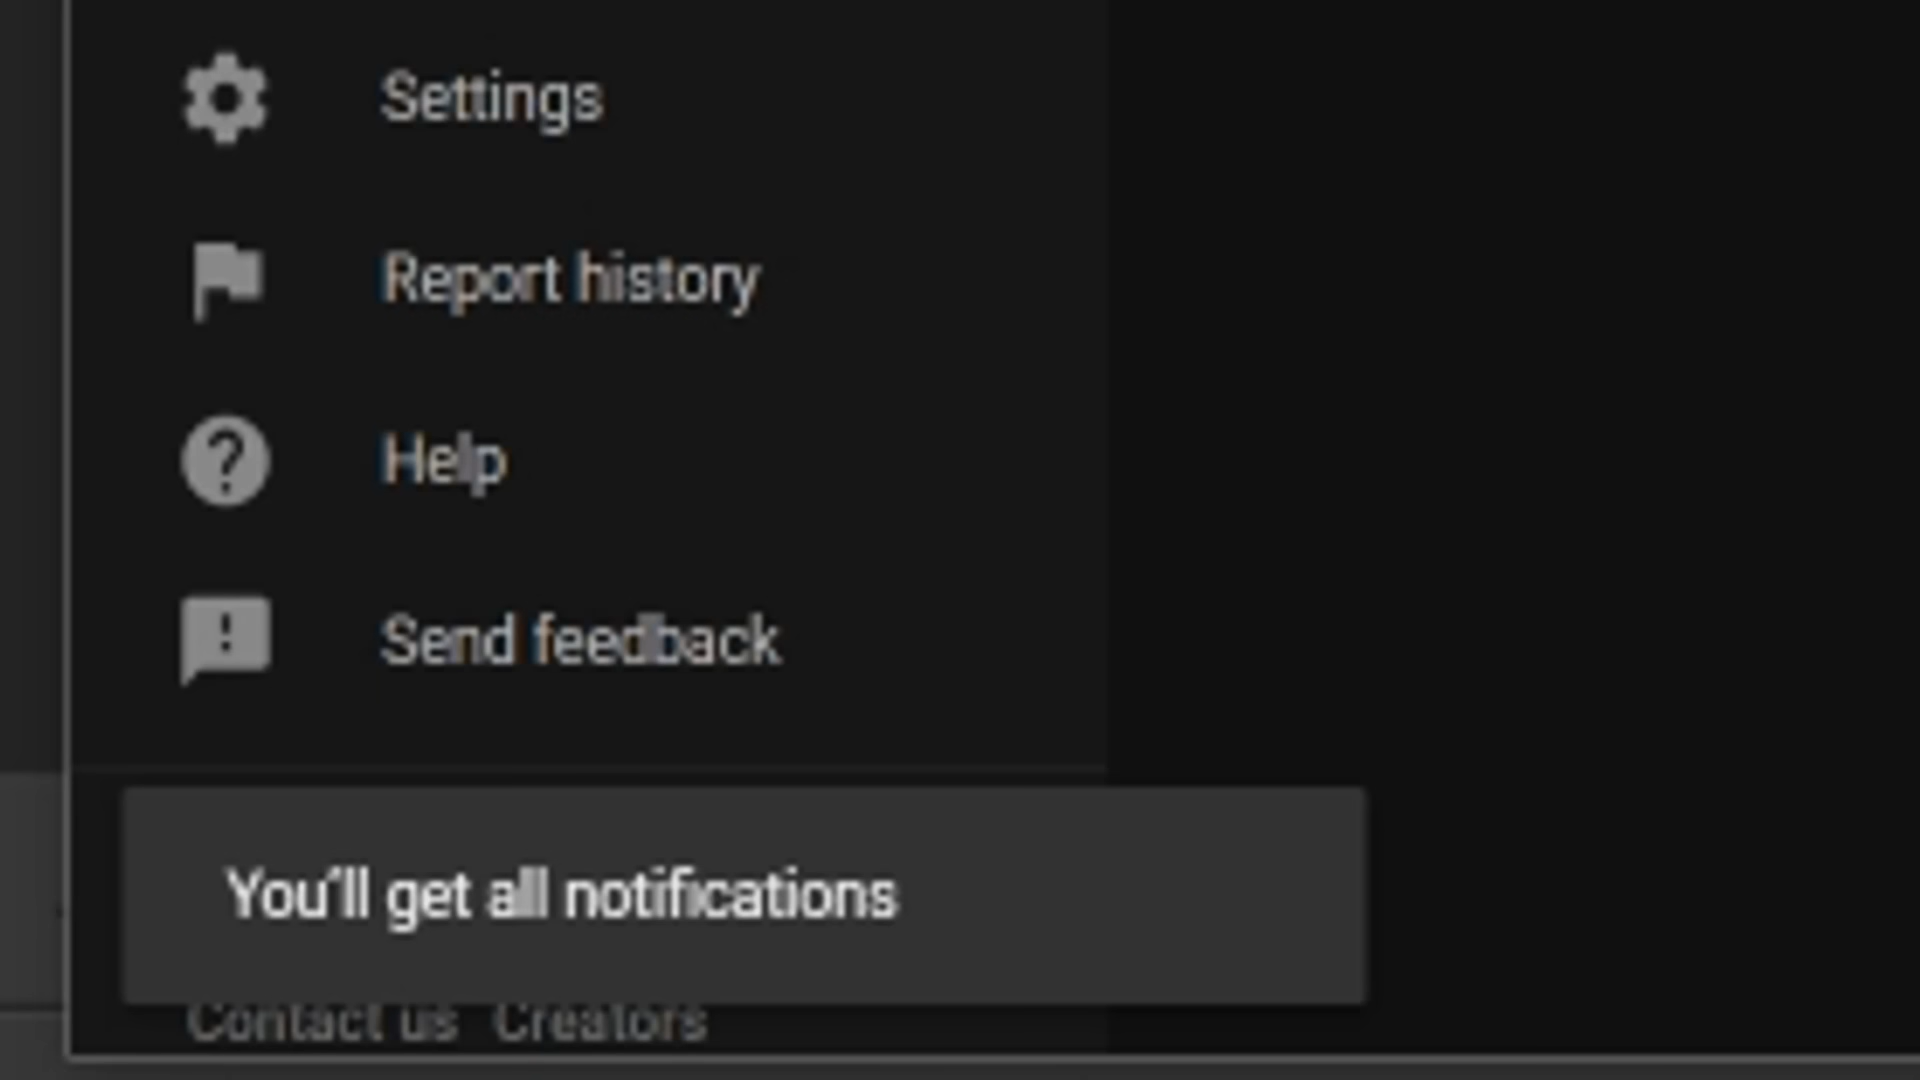 Settings
Report history
Help
Send feedback
You'll get all notifications
Contact us Creators